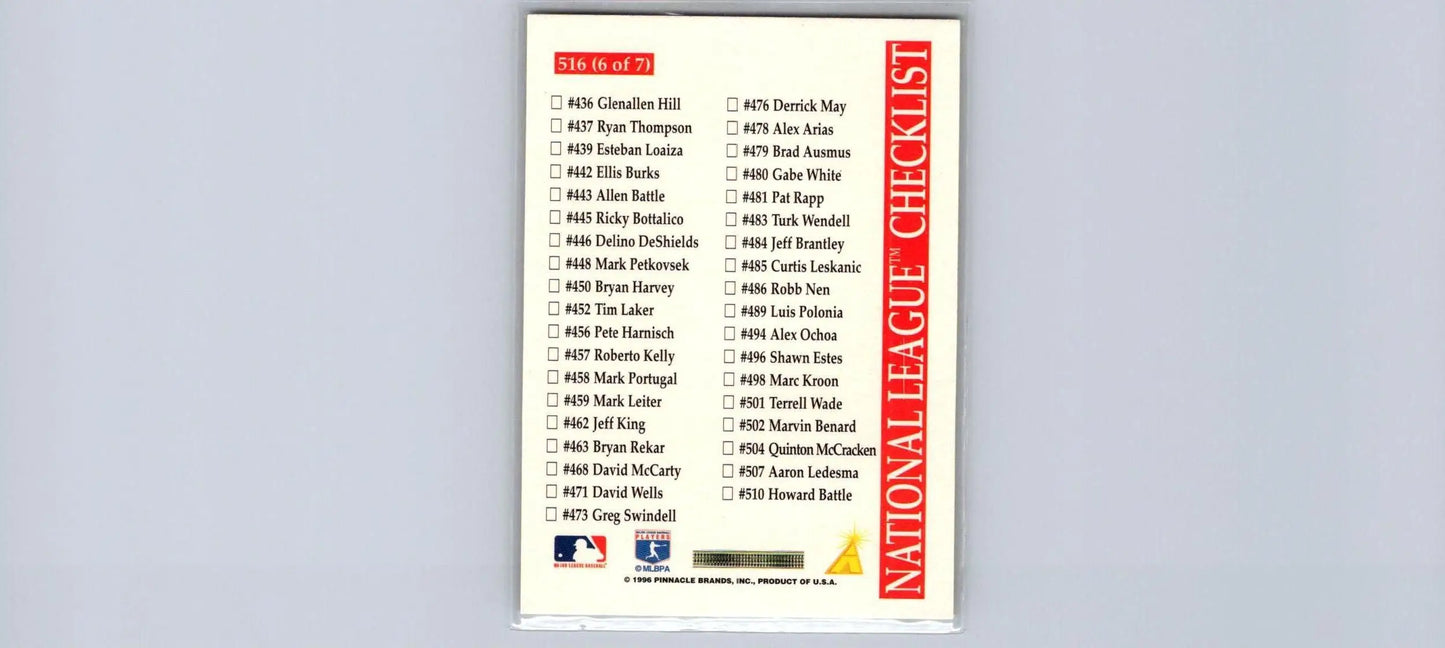 516 (6 of 7)
#436 Glenallen Hill
#437 Ryan Thompson
#439 Esteban Loaiza
#442 Ellis Burks
#443 Allen Battle
#445 Ricky Bottalico
#446 Delino DeShields
#448 Mark Petkovsek
#450 Bryan Harvey
#452 Tim Laker
#456 Pete Harnisch
#457 Roberto Kelly
#458 Mark Portugal
#459 Mark Leiter
#462 Jeff King
#463 Bryan Rekar
#468 David McCarty
#471 David Wells
#473 Greg Swindell
#476 Derrick May
#478 Alex Arias
#479 Brad Ausmus
#480 Gabe White
#481 Pat Rapp
#483 Turk Wendell
#484 Jeff Brantley
#485 Curtis Leskanic
#486 Robb Nen
#489 Luis Polonia
#494 Alex Ochoa
#496 Shawn Estes
#498 Marc Kroon
#501 Terrell Wade
#502 Marvin Benard
#504 Quinton McCracken
#507 Aaron Ledesma
#510 Howard Battle
NATIONAL LEAGUE™ CHECKLIST
MAJOR LEAGUE BASEBALL®
MAJOR LEAGUE BASEBALL
PLAYERS
© MLBPA
© 1996 PINNACLE BRANDS, INC., PRODUCT OF U.S.A.